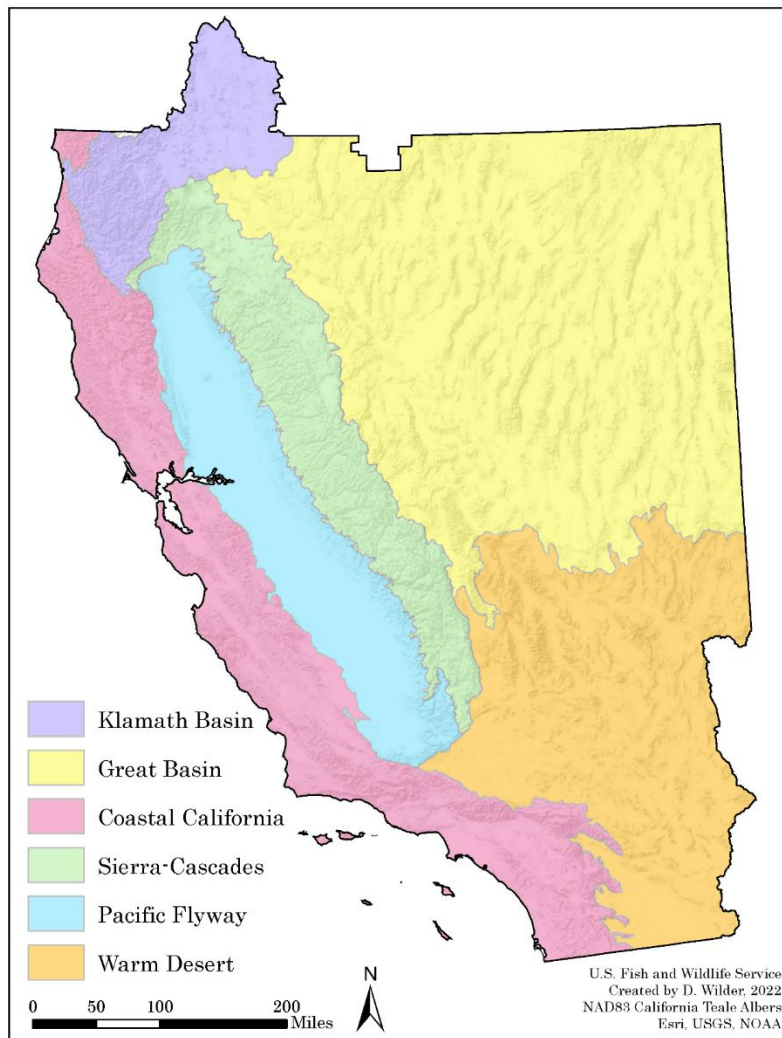 Klamath Basin
Great Basin
Coastal California
Sierra-Cascades
Pacific Flyway
Warm Desert
N
0 50 100 200
Miles
U.S. Fish and Wildlife Service
Created by D. Wilder, 2022
NAD83 California Teale Albers
Esri, USGS, NOAA